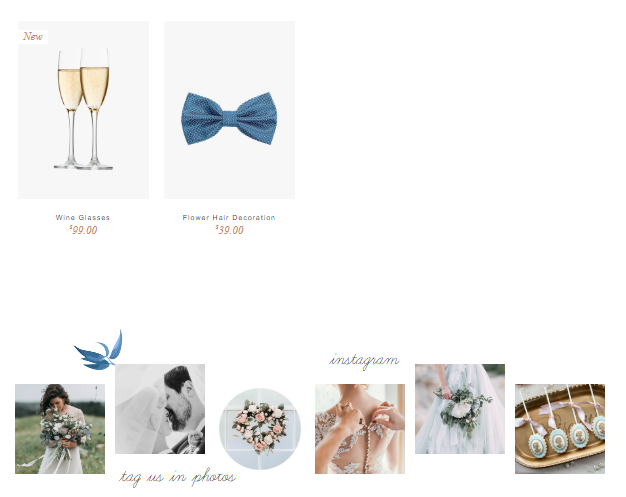 New
Wine Glasses
$99.00
Flower Hair Decoration
$39.00
instagram
tag us in photos